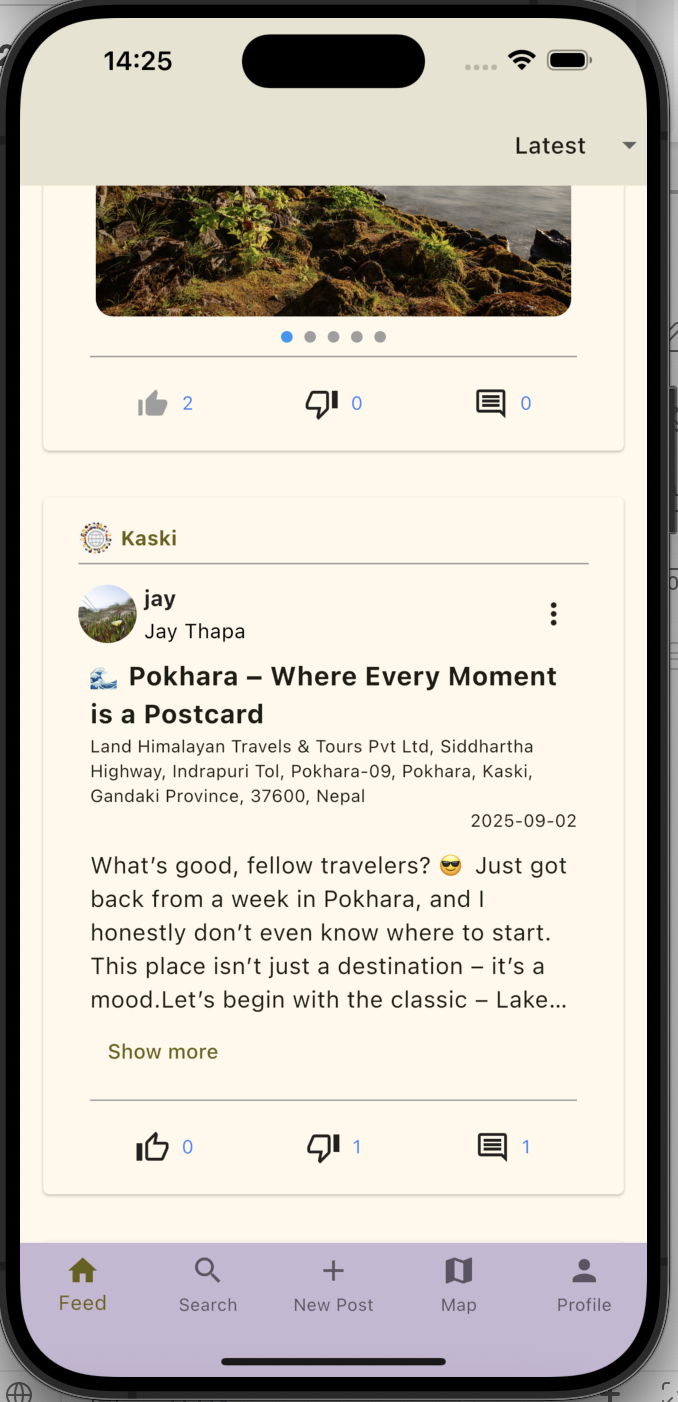 14:25
Latest
2
0
0
Kaski
jay
Jay Thapa
🌊 Pokhara – Where Every Moment
is a Postcard
Land Himalayan Travels & Tours Pvt Ltd, Siddhartha
Highway, Indrapuri Tol, Pokhara-09, Pokhara, Kaski,
Gandaki Province, 37600, Nepal
2025-09-02
What’s good, fellow travelers? 😎 Just got
back from a week in Pokhara, and I
honestly don’t even know where to start.
This place isn’t just a destination – it’s a
mood.Let’s begin with the classic – Lake...
Show more
0
1
1
Feed
Search
New Post
Map
Profile